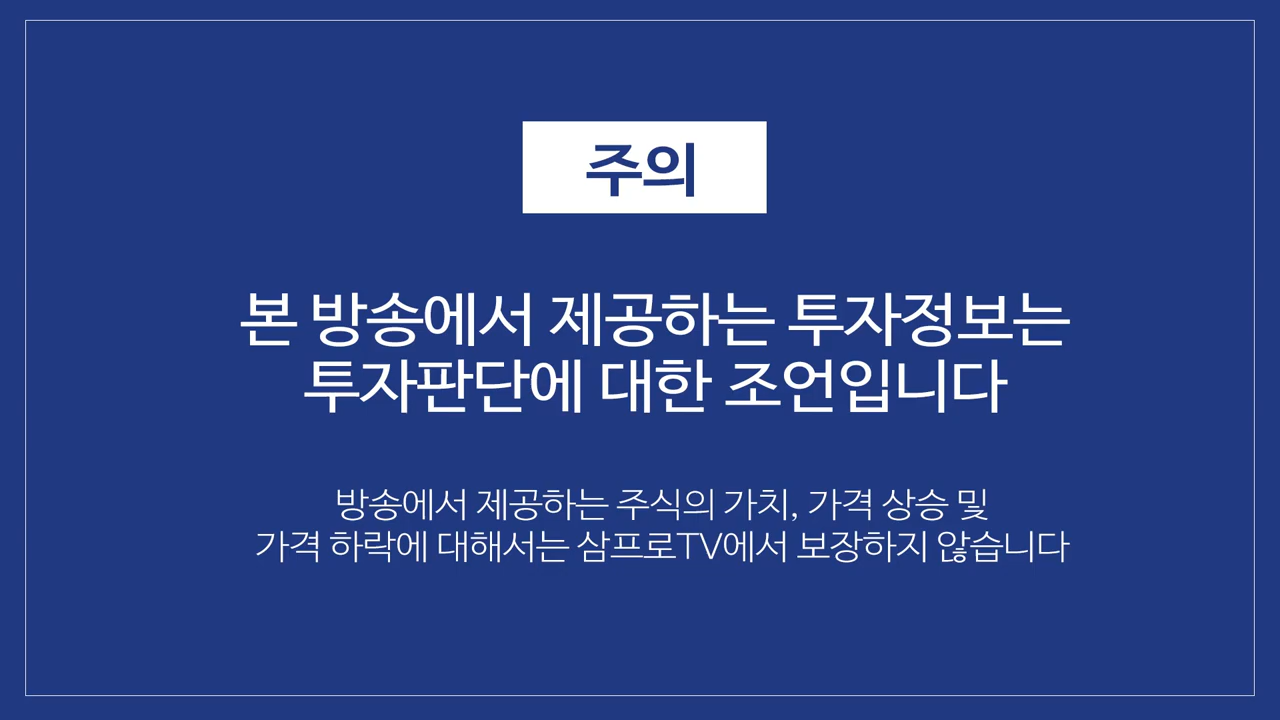 주의
본 방송에서 제공하는 투자정보는
투자판단에 대한 조언입니다
방송에서 제공하는 주식의 가치, 가격 상승 및
가격 하락에 대해서는 삼프로TV에서 보장하지 않습니다